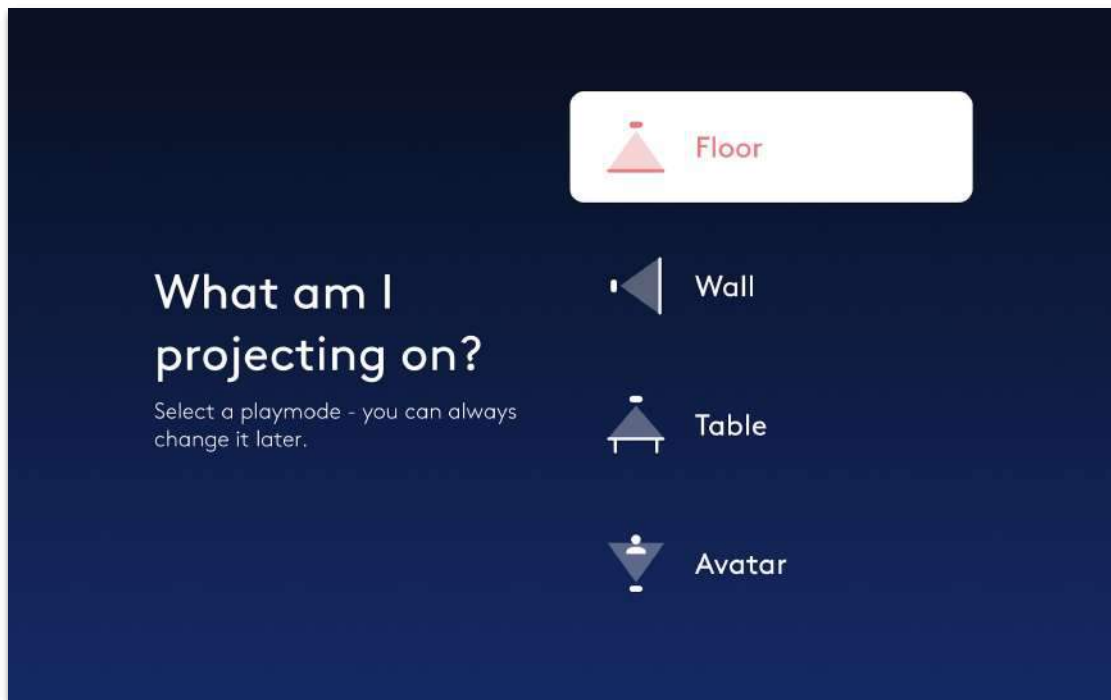 What am I
projecting on?
Select a playmode - you can always
change it later.
Floor
Wall
Table
Avatar